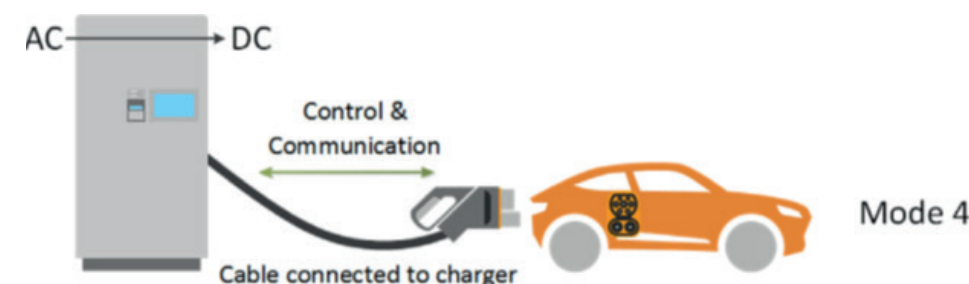 AC
DC
Control &
Communication
Mode 4
Cable connected to charger